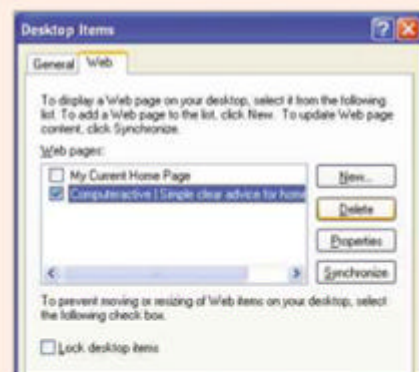 Desktop Items
General Web
To display a Web page on your desktop, select it from the following
list. To add a Web page to the list, click New. To update Web page
content, click Synchronize.
Web pages:
My Current Home Page
Computeractive | Simple clear advice for home
New...
Delete
Properties
Synchronize
To prevent moving or resizing of Web items on your desktop, select
the following check box.
Lock desktop items